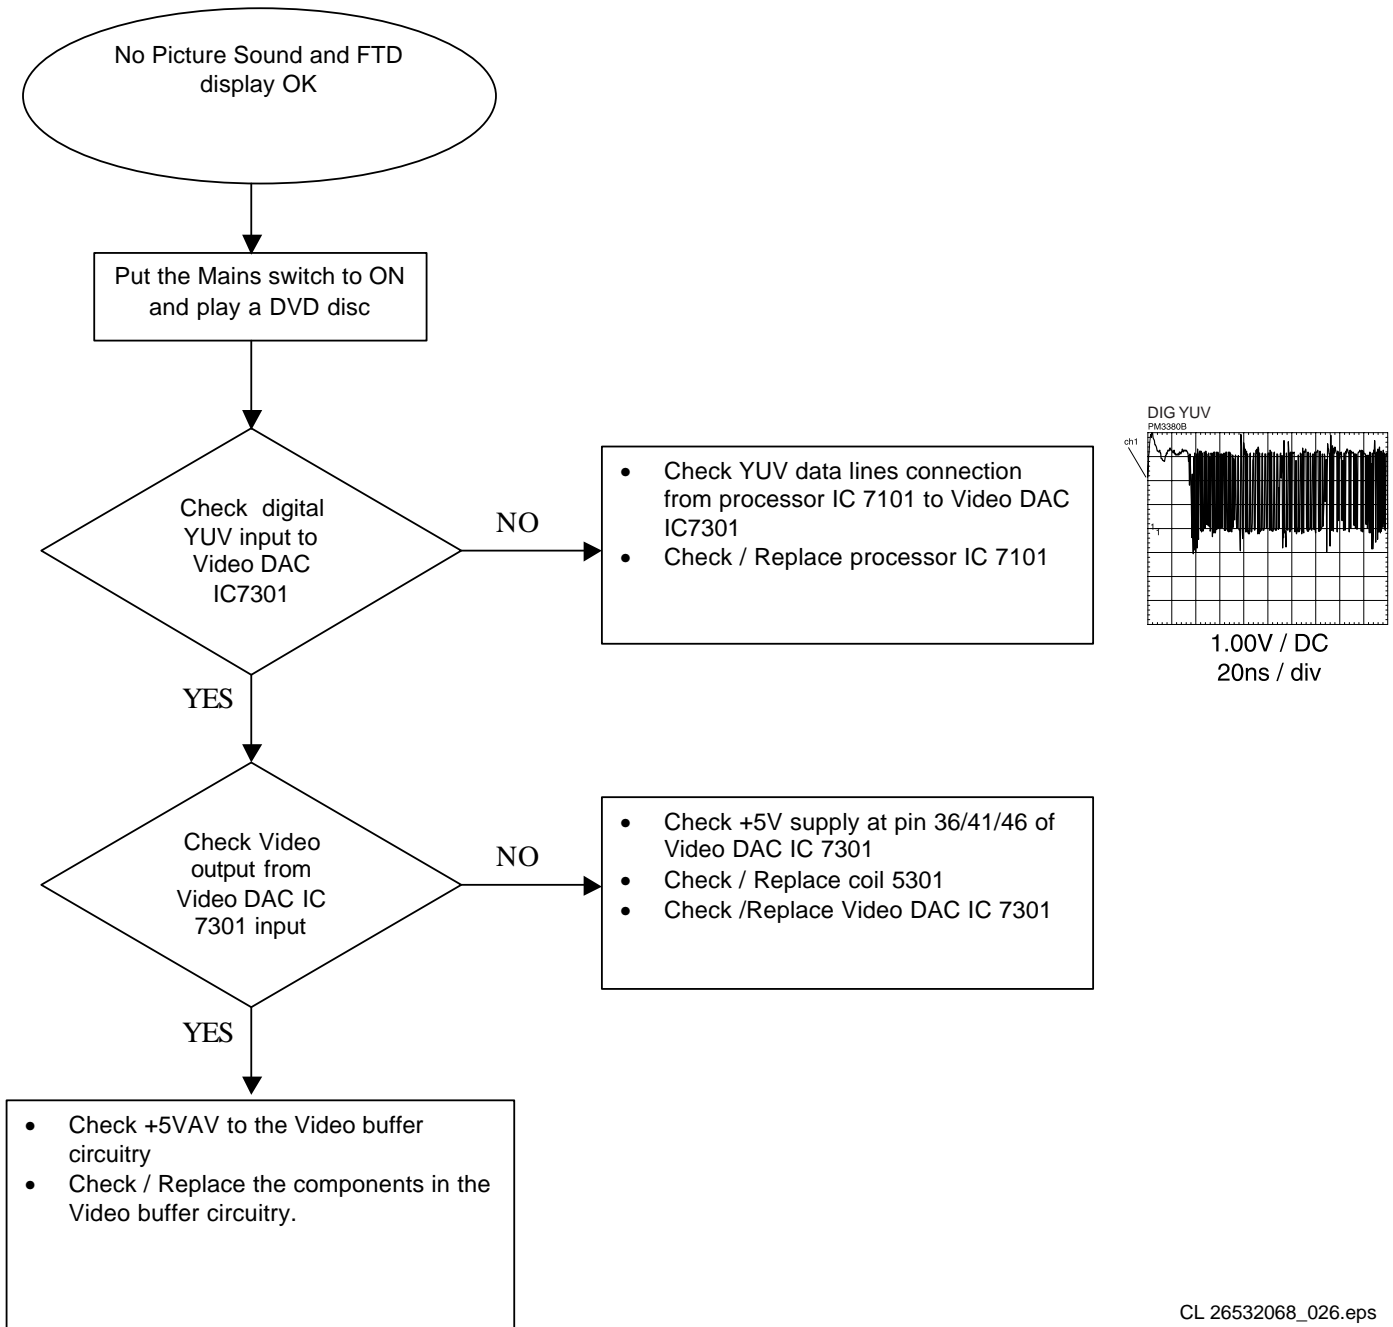 No Picture Sound and FTD
display OK
Put the Mains switch to ON
and play a DVD disc
Check digital
YUV input to
Video DAC
IC7301
NO
• Check YUV data lines connection
from processor IC 7101 to Video DAC
IC7301
• Check / Replace processor IC 7101
DIG YUV
PM3380B
ch1
1
1.00V / DC
20ns / div
YES
Check Video
output from
Video DAC IC
7301 input
NO
• Check +5V supply at pin 36/41/46 of
Video DAC IC 7301
• Check / Replace coil 5301
• Check /Replace Video DAC IC 7301
YES
• Check +5VAV to the Video buffer
circuitry
• Check / Replace the components in the
Video buffer circuitry.
CL 26532068_026.eps